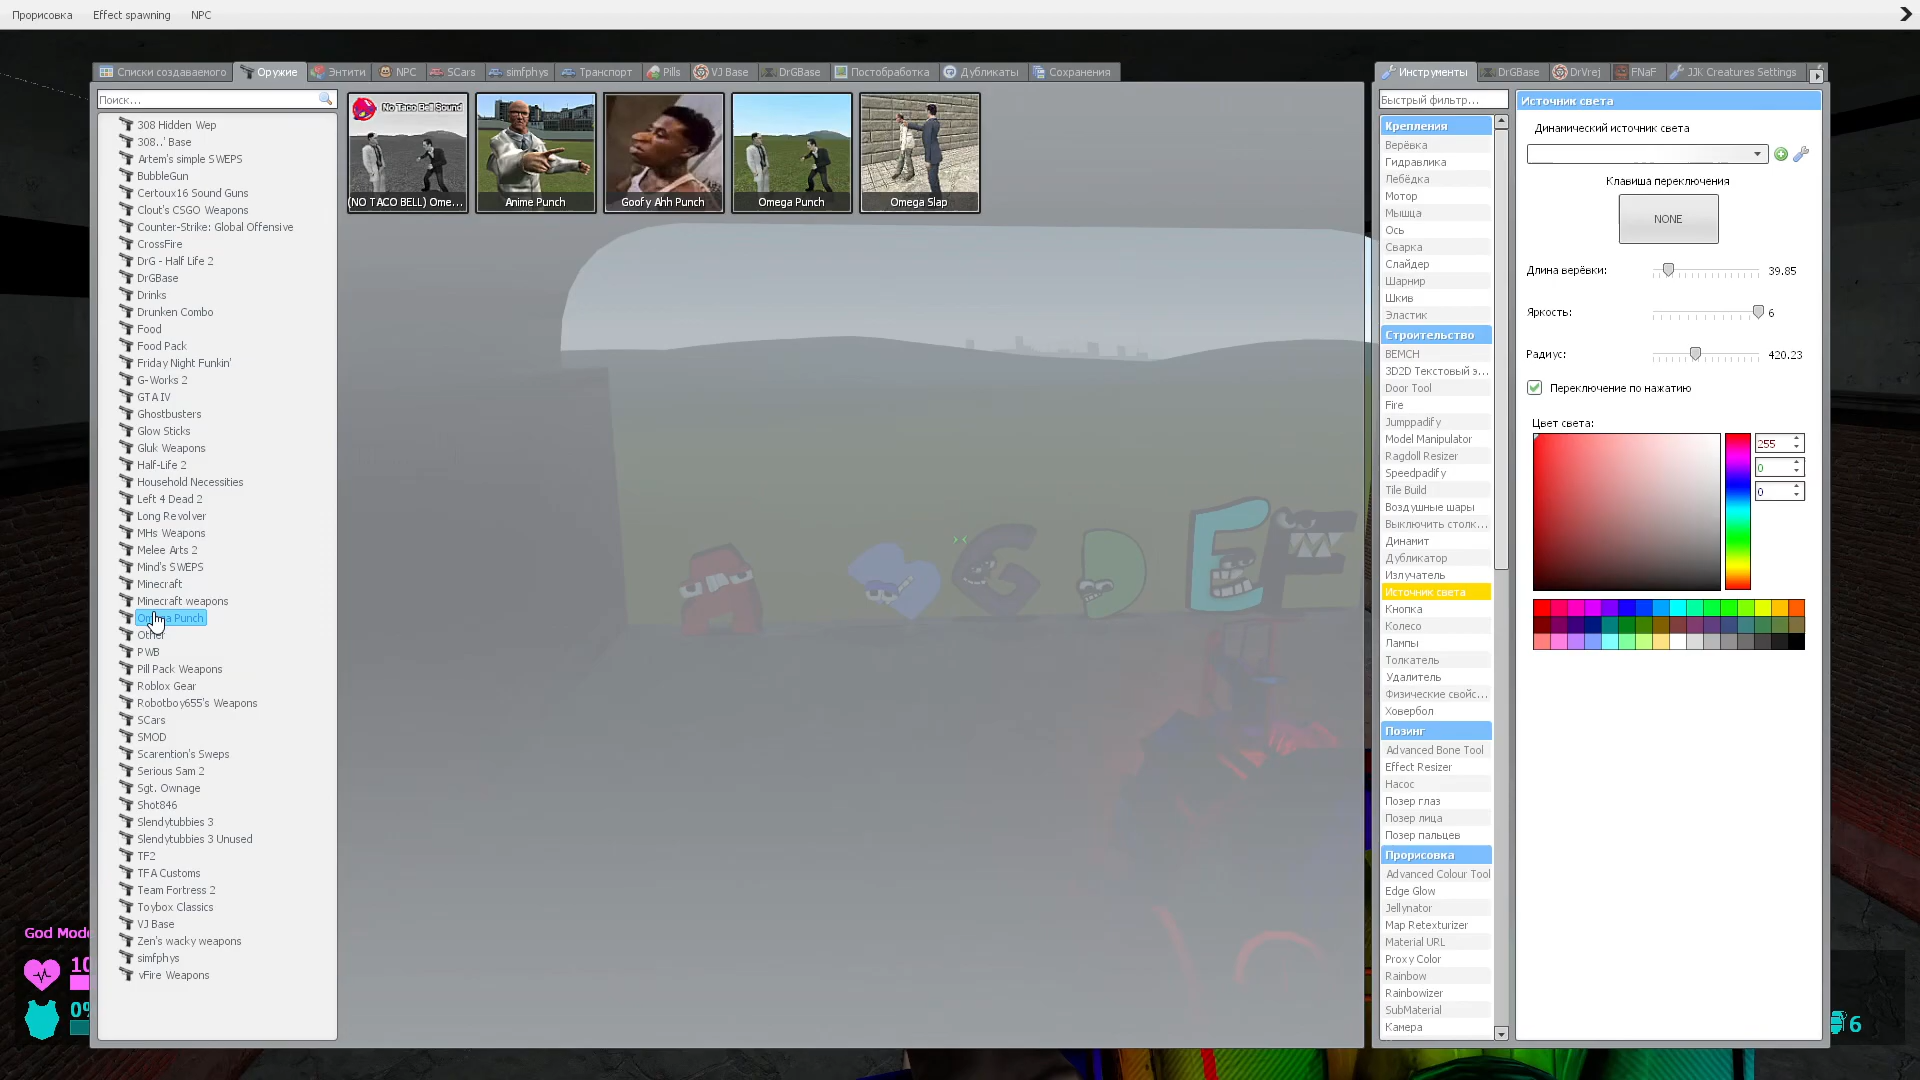 Прорисовка Effect spawning NPC
Списки создаваемого Оружие Энтити NPC SCars simfphys Транспорт Pills VJ Base DrGBase Постобработка Дубликаты Сохранения
Поиск...
308 Hidden Wep
308..' Base
Artem's simple SWEPS
BubbleGun
Certoux16 Sound Guns
Clout's CSGO Weapons
Counter-Strike: Global Offensive
CrossFire
DrG - Half Life 2
DrGBase
Drinks
Drunken Combo
Food
Food Pack
Friday Night Funkin'
G-Works 2
GTA IV
Ghostbusters
Glow Sticks
Gluk Weapons
Half-Life 2
Household Necessities
Left 4 Dead 2
Long Revolver
MHs Weapons
Melee Arts 2
Mind's SWEPS
Minecraft
Minecraft weapons
Omega Punch
Other
PWB
Pill Pack Weapons
Roblox Gear
Robotboy655's Weapons
SCars
SMOD
Scarention's Sweps
Serious Sam 2
Sgt. Ownage
Shot846
Slendytubbies 3
Slendytubbies 3 Unused
TF2
TFA Customs
Team Fortress 2
Toybox Classics
VJ Base
Zen's wacky weapons
simfphys
vFire Weapons
No Taco Bell Sound
(NO TACO BELL) Ome...
Anime Punch
Goofy Ahh Punch
Omega Punch
Omega Slap
Инструменты DrGBase DrVrej FNaF JJK Creatures Settings
Быстрый фильтр...
Крепления
Верёвка
Гидравлика
Лебёдка
Мотор
Мышца
Ось
Сварка
Слайдер
Шарнир
Шкив
Эластик
Строительство
BEMCH
3D2D Текстовый э...
Door Tool
Fire
Jumppadify
Model Manipulator
Ragdoll Resizer
Speedpadify
Tile Build
Воздушные шары
Выключить столк...
Динамит
Дубликатор
Излучатель
Источник света
Кнопка
Колесо
Лампы
Толкатель
Удалитель
Физические свойс...
Ховербол
Позинг
Advanced Bone Tool
Effect Resizer
Насос
Позер глаз
Позер лица
Позер пальцев
Прорисовка
Advanced Colour Tool
Edge Glow
Jellynator
Map Retexturizer
Material URL
Proxy Color
Rainbow
Rainbowizer
SubMaterial
Камера
Источник света
Динамический источник света
Клавиша переключения
NONE
Длина верёвки: 39.85
Яркость: 6
Радиус: 420.23
Переключение по нажатию
Цвет света:
255
0
0
A G D E F
God Mode
10
0%
6